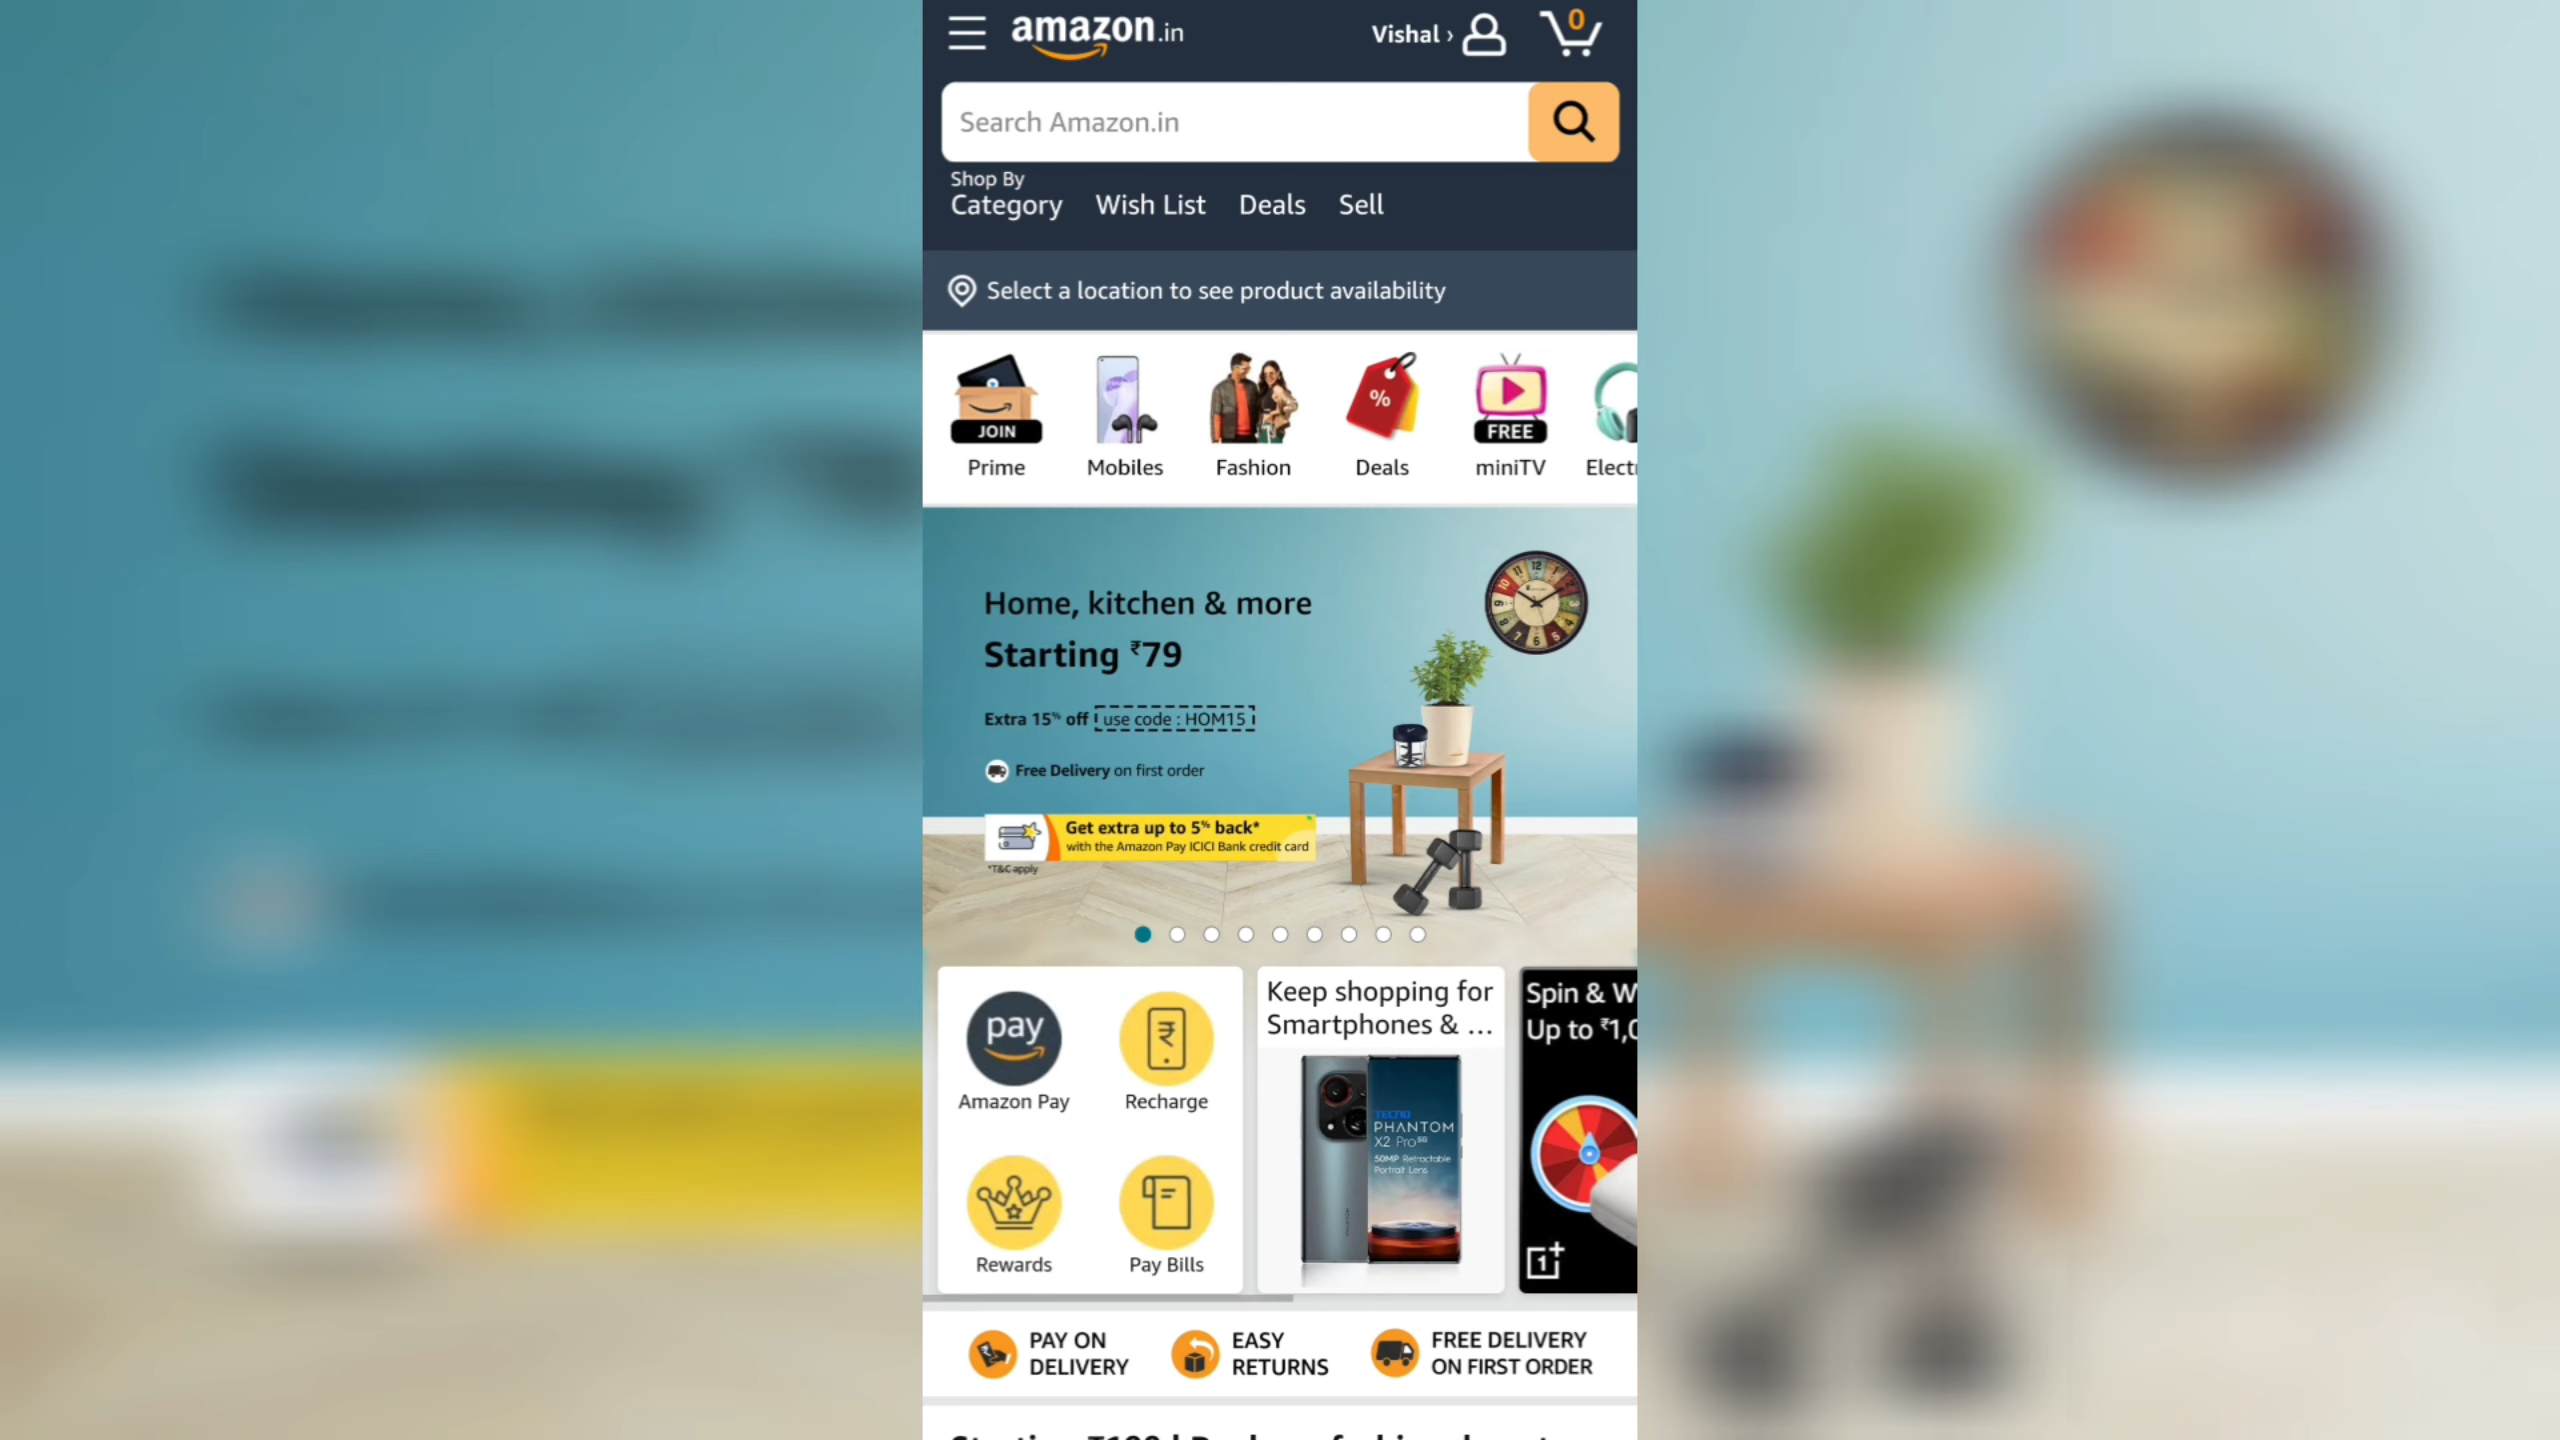 amazon.in
Vishal ›
0
Search Amazon.in
Shop By
Category
Wish List
Deals
Sell
Select a location to see product availability
JOIN
Prime
Mobiles
Fashion
%
Deals
FREE
miniTV
Electr
Home, kitchen & more
Starting ₹79
Extra 15% off use code : HOM15
Free Delivery on first order
Get extra up to 5% back*
with the Amazon Pay ICICI Bank credit card
*T&C apply
pay
Amazon Pay
Recharge
Rewards
Pay Bills
Keep shopping for
Smartphones & ...
TECNO
PHANTOM
X2 Pro 5G
50MP Retractable
Portrait Lens
Spin & W
Up to ₹1,0
PAY ON
DELIVERY
EASY
RETURNS
FREE DELIVERY
ON FIRST ORDER